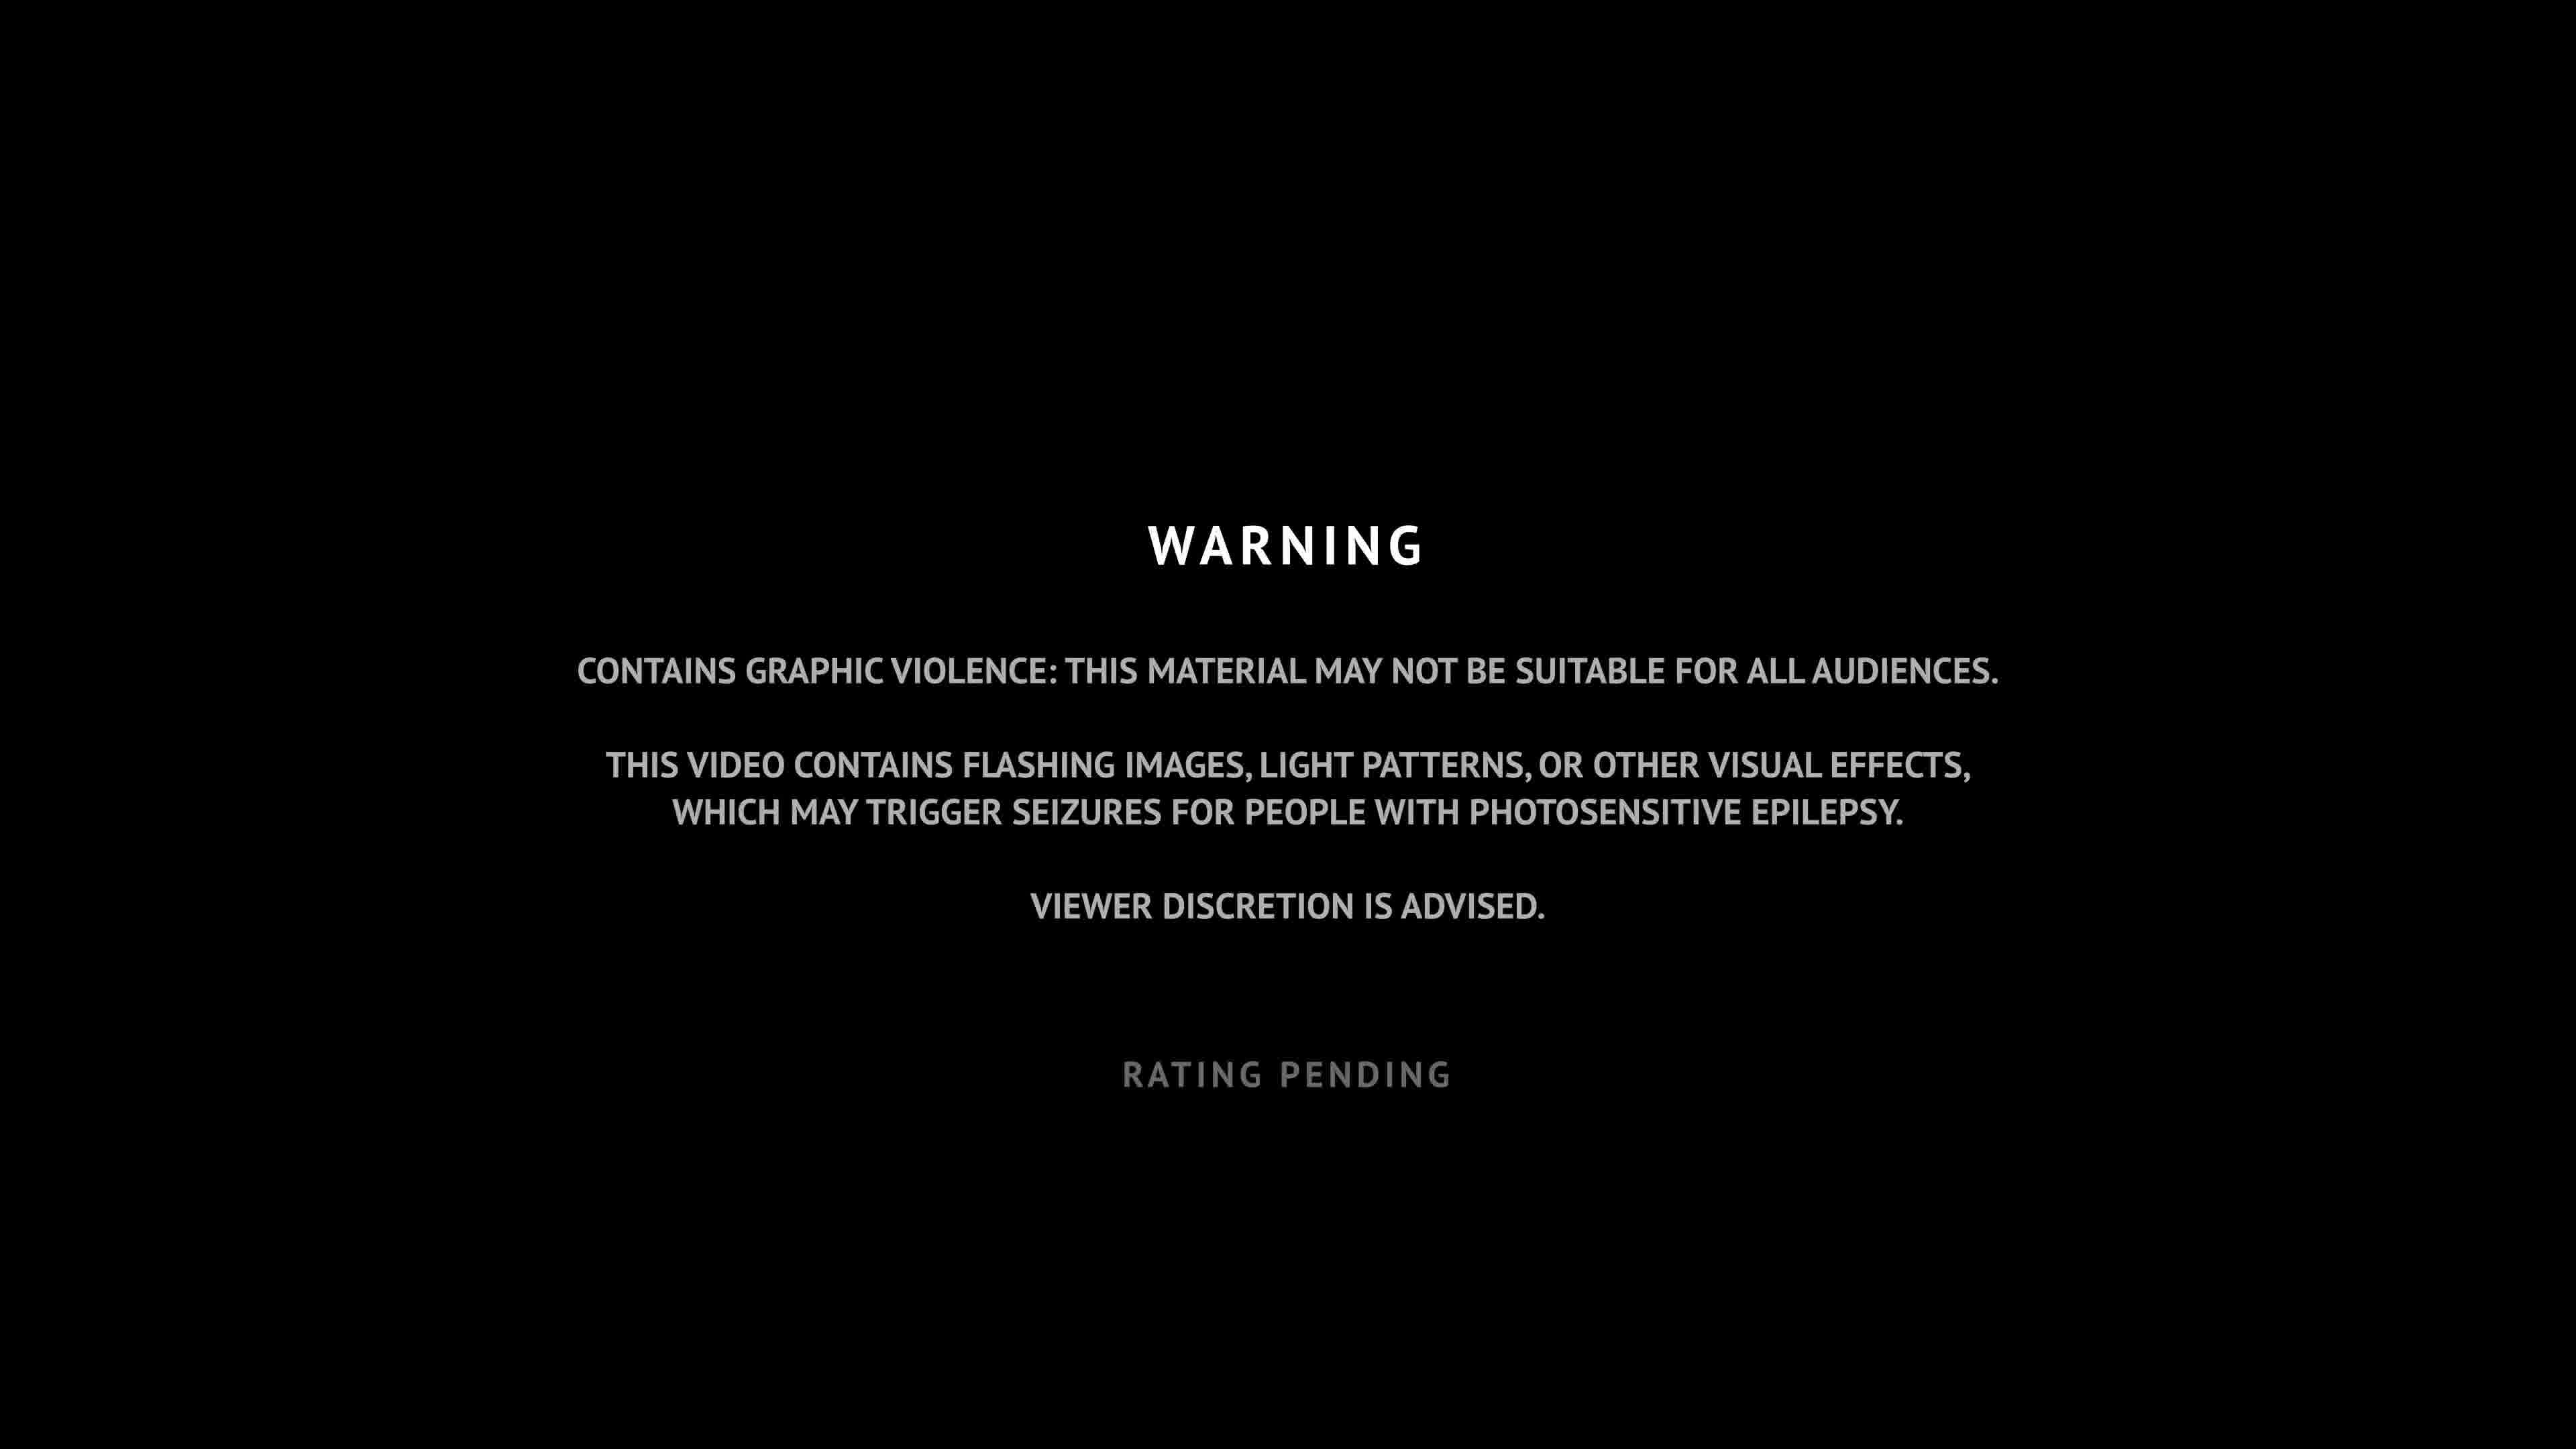 WARNING
CONTAINS GRAPHIC VIOLENCE: THIS MATERIAL MAY NOT BE SUITABLE FOR ALL AUDIENCES.
THIS VIDEO CONTAINS FLASHING IMAGES, LIGHT PATTERNS, OR OTHER VISUAL EFFECTS,
WHICH MAY TRIGGER SEIZURES FOR PEOPLE WITH PHOTOSENSITIVE EPILEPSY.
VIEWER DISCRETION IS ADVISED.
RATING PENDING